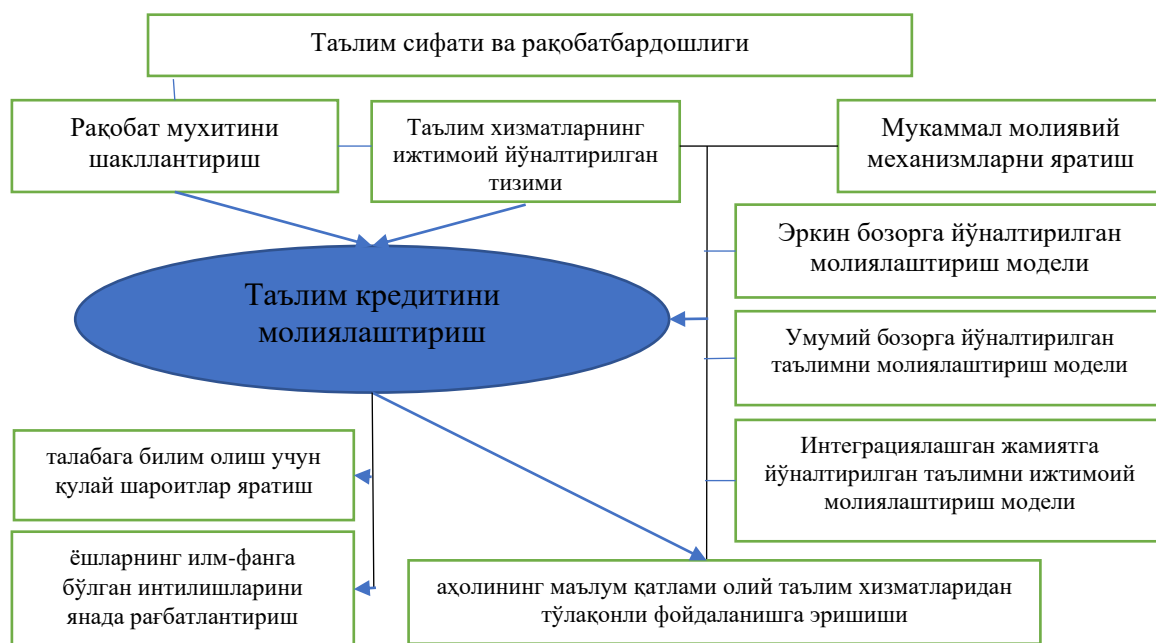 Таълим сифати ва рақобатбардошлиги
Рақобат мухитини
шакллантириш
Таълим хизматларнинг
ижтимоий йўналтирилган
тизими
Мукаммал молиявий
механизмларни яратиш
Эркин бозорга йўналтирилган
молиялаштириш модели
Таълим кредитини
молиялаштириш
Умумий бозорга йўналтирилган
таълимни молиялаштириш модели
Интеграциялашган жамиятга
йўналтирилган таълимни ижтимоий
молиялаштириш модели
талабага билим олиш учун
қулай шароитлар яратиш
ёшларнинг илм-фанга
бўлган интилишларини
янада рағбатлантириш
аҳолининг маълум қатлами олий таълим хизматларидан
тўлақонли фойдаланишга эришиши